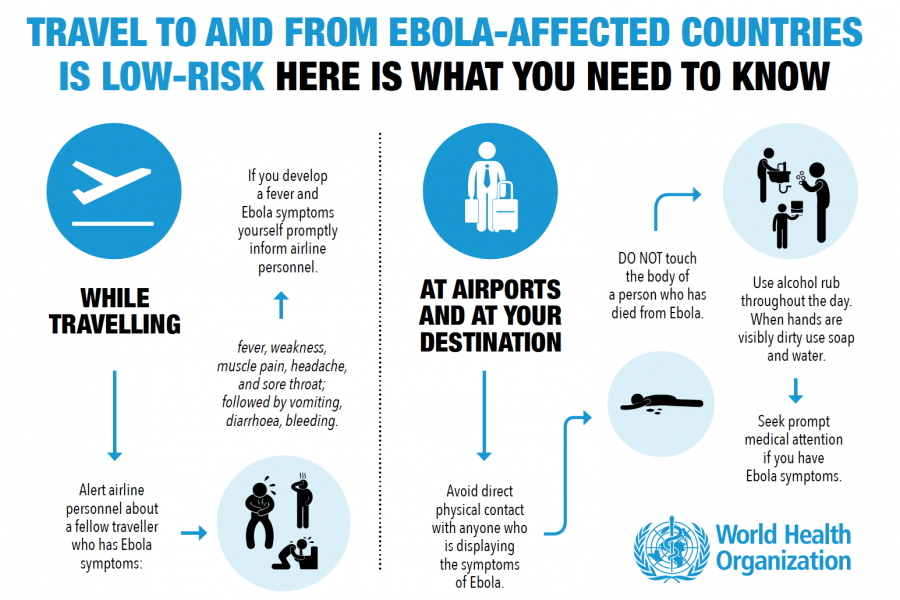 TRAVEL TO AND FROM EBOLA-AFFECTED COUNTRIES
IS LOW-RISK HERE IS WHAT YOU NEED TO KNOW
WHILE
TRAVELLING
Alert airline
personnel about
a fellow traveller
who has Ebola
symptoms:
fever, weakness,
muscle pain, headache,
and sore throat;
followed by vomiting,
diarrhoea, bleeding.
If you develop
a fever and
Ebola symptoms
yourself promptly
inform airline
personnel.
AT AIRPORTS
AND AT YOUR
DESTINATION
Avoid direct
physical contact
with anyone who
is displaying
the symptoms
of Ebola.
DO NOT touch
the body of
a person who has
died from Ebola.
Use alcohol rub
throughout the day.
When hands are
visibly dirty use soap
and water.
Seek prompt
medical attention
if you have
Ebola symptoms.
World Health
Organization